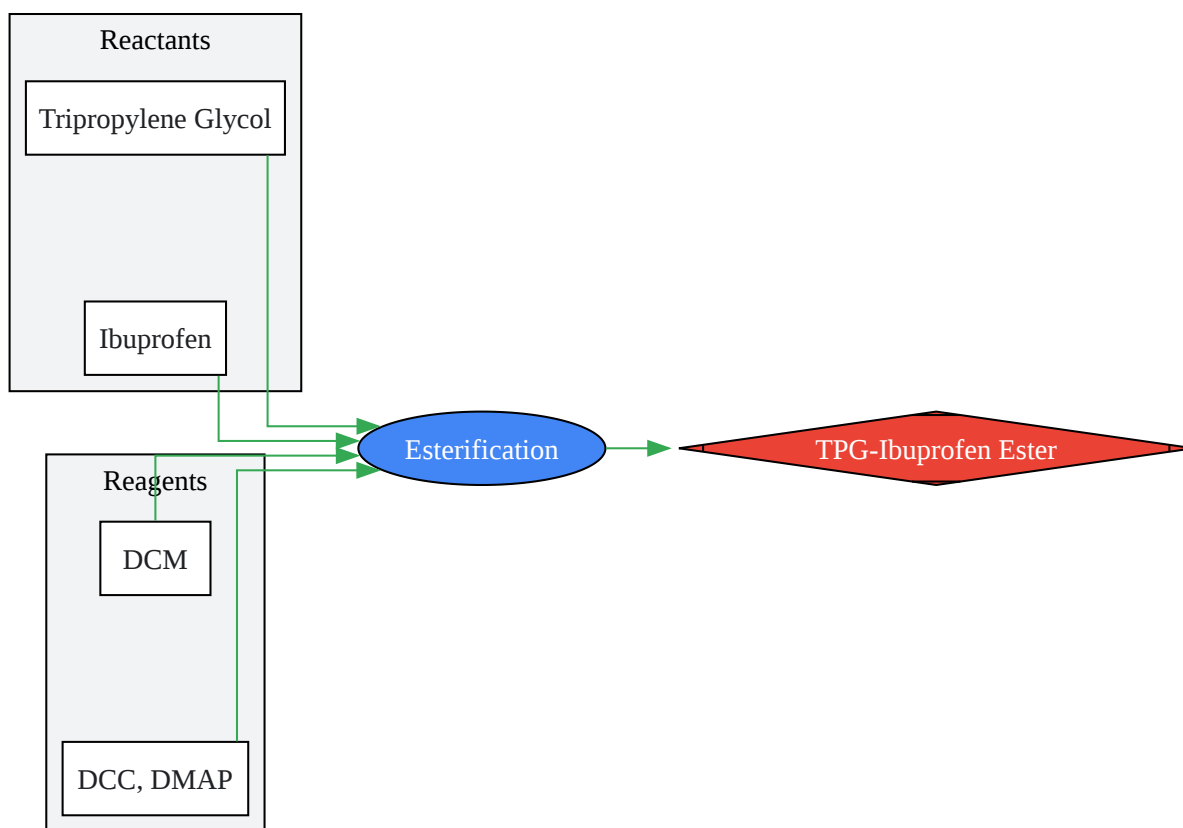 Reactants
Tripropylene Glycol
Ibuprofen
Reagents
DCM
DCC, DMAP
Esterification
TPG-Ibuprofen Ester